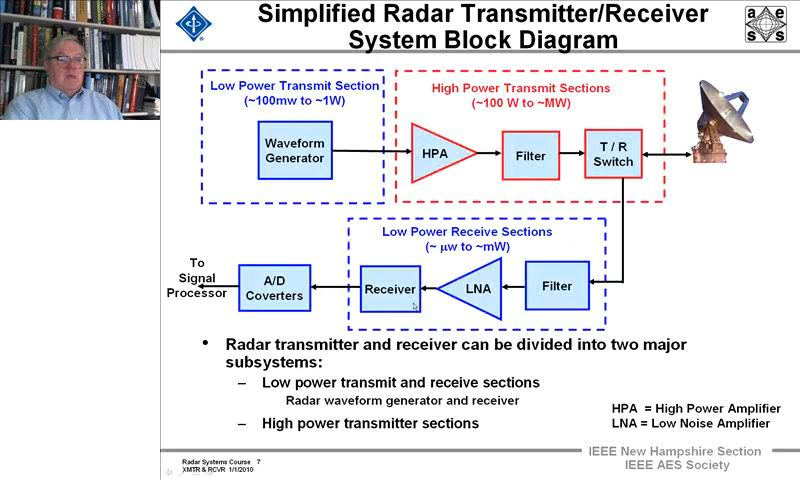 Simplified Radar Transmitter/Receiver
System Block Diagram
a e
s s
Low Power Transmit Section
(~100mw to ~1W)
High Power Transmit Sections
(~100 W to ~MW)
Waveform
Generator
HPA
Filter
T / R
Switch
Low Power Receive Sections
(~ µw to ~mW)
To
Signal
Processor
A/D
Coverters
Receiver
LNA
Filter
• Radar transmitter and receiver can be divided into two major
subsystems:
– Low power transmit and receive sections
Radar waveform generator and receiver
– High power transmitter sections
HPA = High Power Amplifier
LNA = Low Noise Amplifier
Radar Systems Course 7
XMTR & RCVR 1/1/2010
IEEE New Hampshire Section
IEEE AES Society